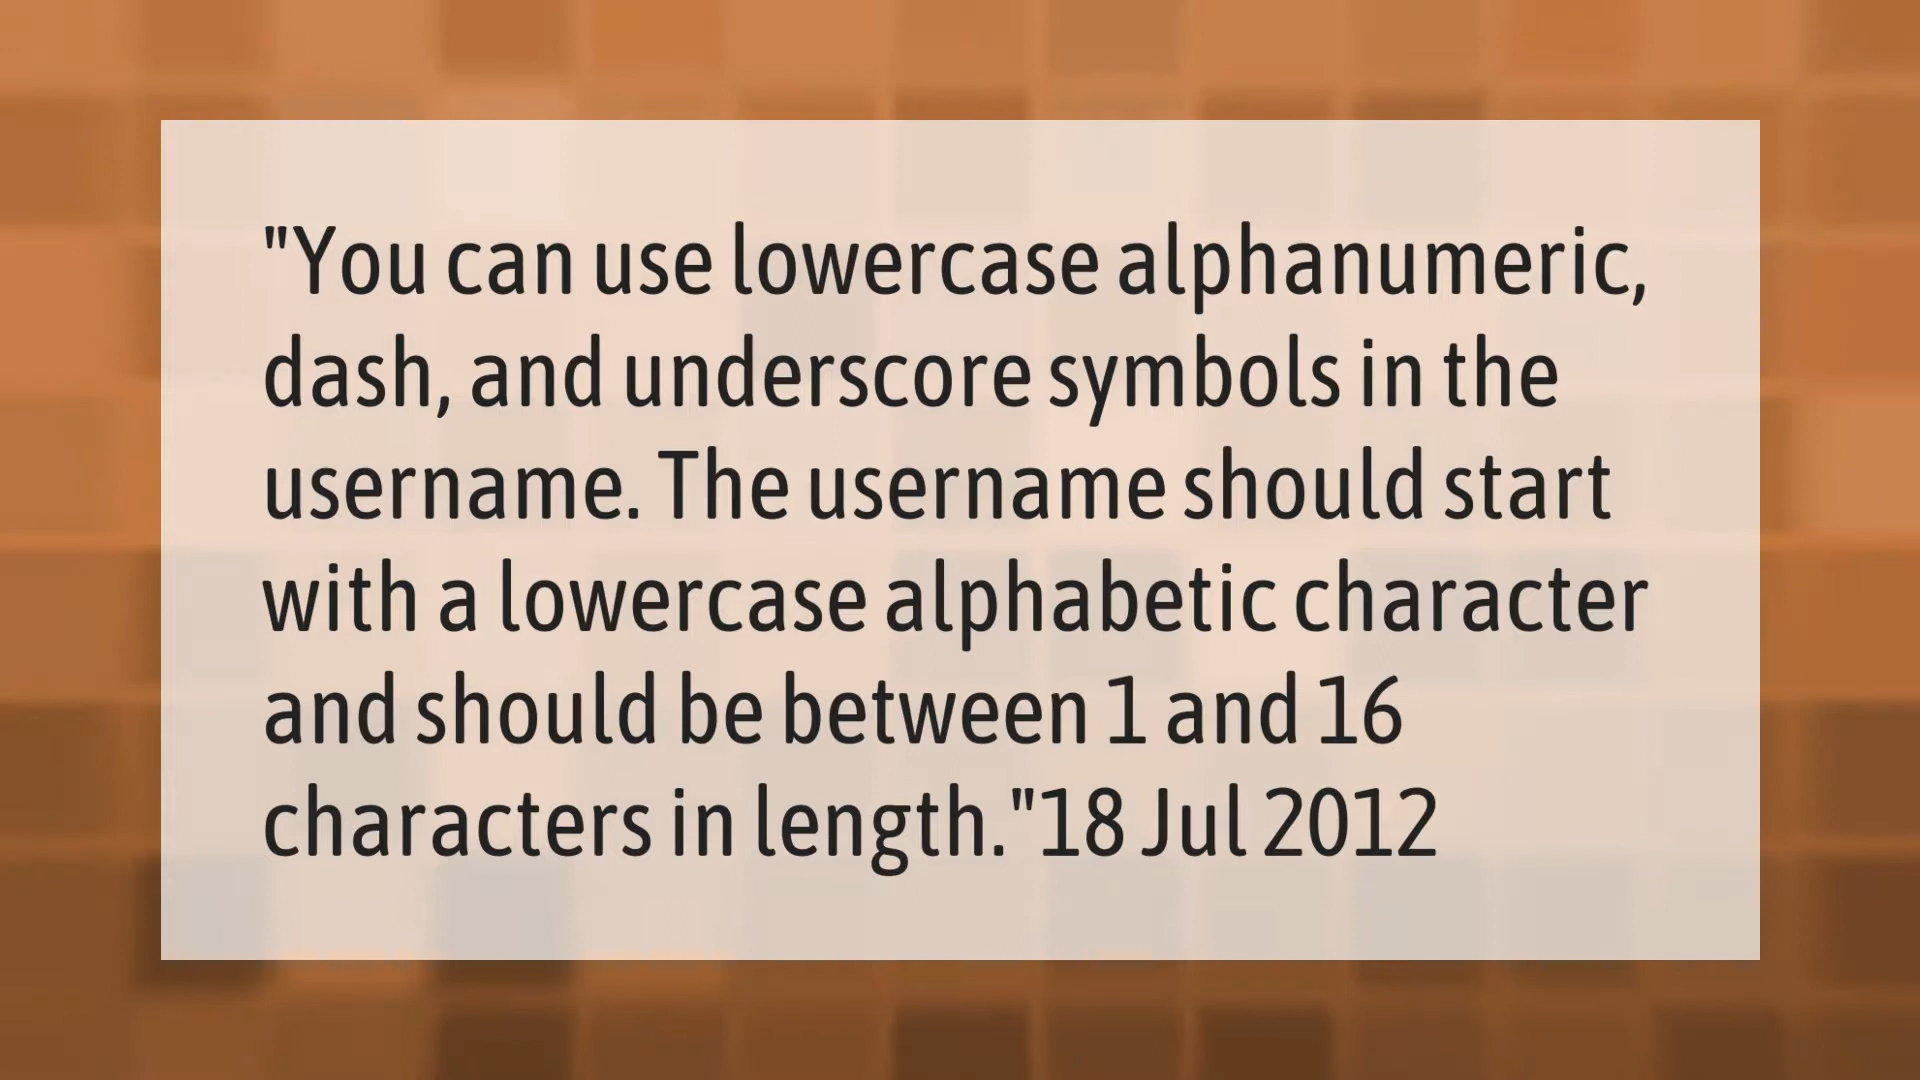 "You can use lowercase alphanumeric,
dash, and underscore symbols in the
username. The username should start
with a lowercase alphabetic character
and should be between 1 and 16
characters in length."18 Jul 2012